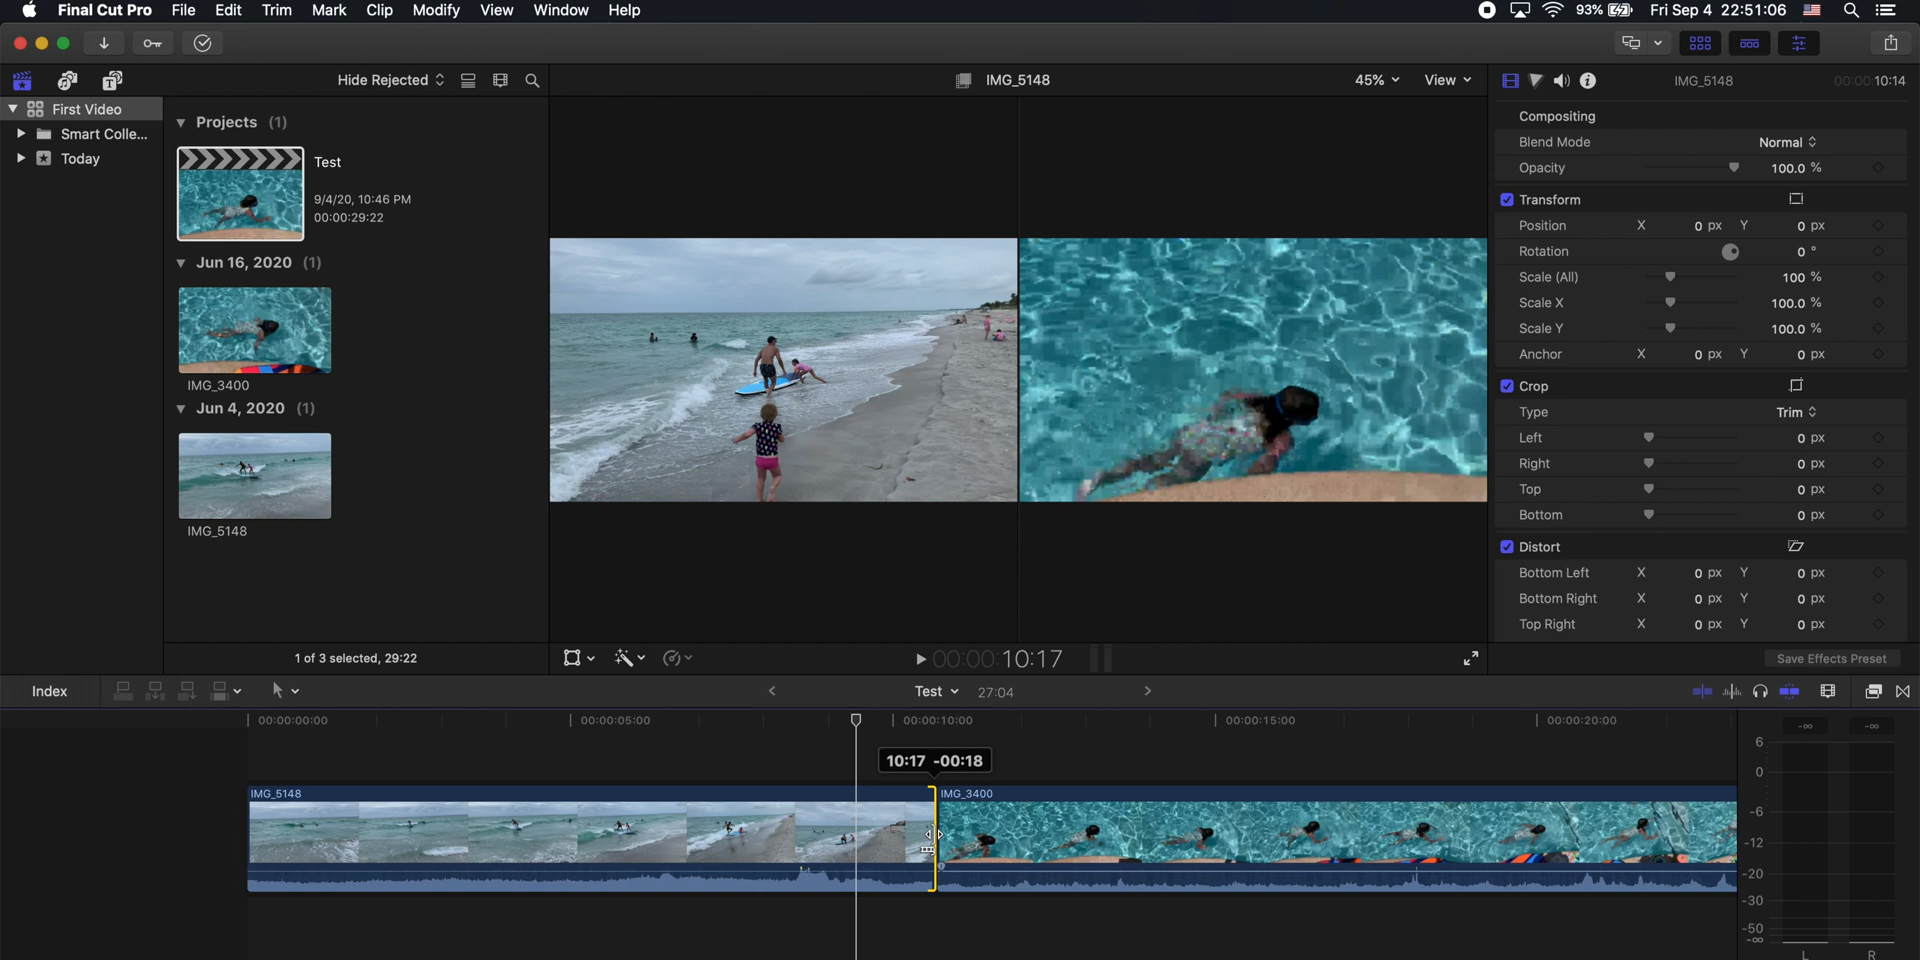 Final Cut Pro File Edit Trim Mark Clip Modify View Window Help 93% Fri Sep 4 22:51:06
Hide Rejected IMG_5148 45% View IMG_5148 00:00:00:10:14
First Video
Smart Colle...
Today
Projects (1)
Test
9/4/20, 10:46 PM
00:00:29:22
Jun 16, 2020 (1)
IMG_3400
Jun 4, 2020 (1)
IMG_5148
1 of 3 selected, 29:22
00:00:00:10:17
Compositing
Blend Mode Normal
Opacity 100.0 %
Transform
Position X 0 px Y 0 px
Rotation 0 °
Scale (All) 100 %
Scale X 100.0 %
Scale Y 100.0 %
Anchor X 0 px Y 0 px
Crop
Type Trim
Left 0 px
Right 0 px
Top 0 px
Bottom 0 px
Distort
Bottom Left X 0 px Y 0 px
Bottom Right X 0 px Y 0 px
Top Right X 0 px Y 0 px
Save Effects Preset
Index Test 27:04
00:00:00:00 00:00:05:00 00:00:10:00 00:00:15:00 00:00:20:00
10:17 -00:18
IMG_5148 IMG_3400
-∞ -∞
6
0
-6
-12
-20
-30
-50
-∞
L R